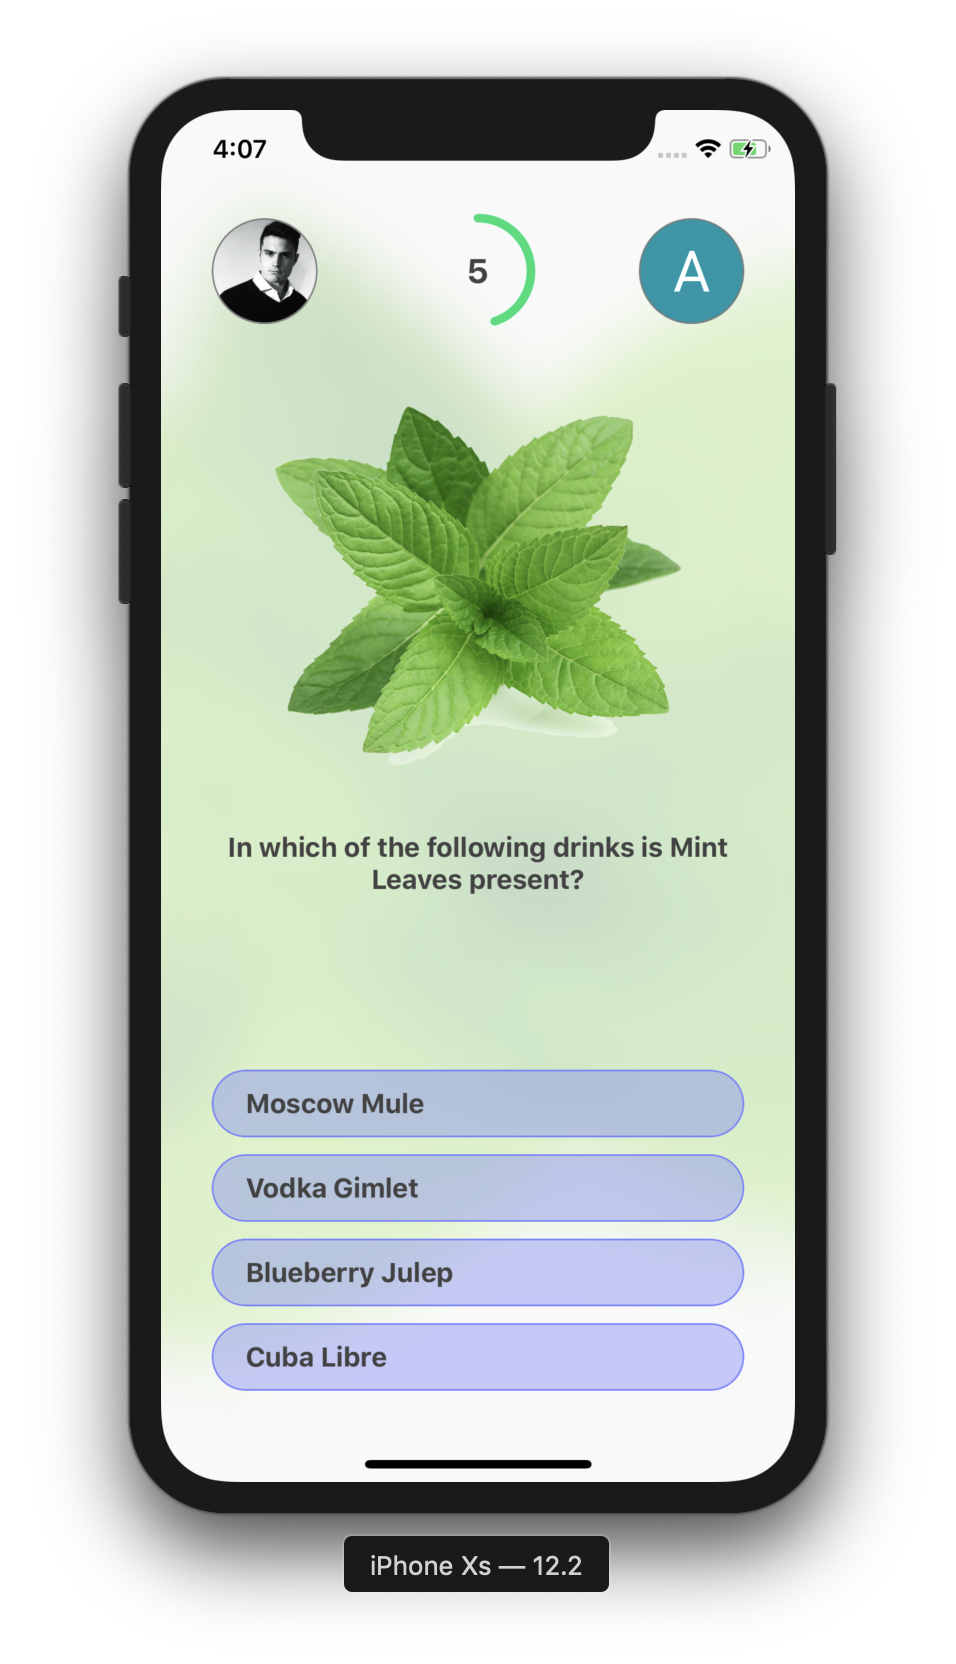 4:07
5
A
In which of the following drinks is Mint
Leaves present?
Moscow Mule
Vodka Gimlet
Blueberry Julep
Cuba Libre
iPhone Xs — 12.2